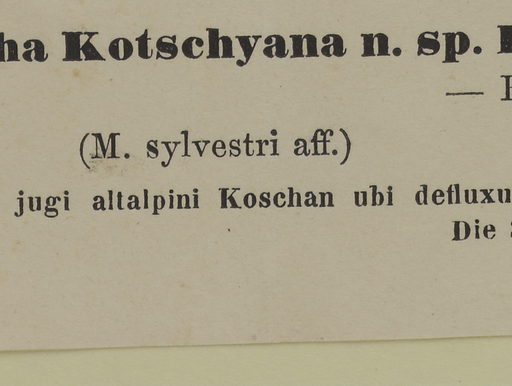 ha Kotschyana n. sp.
—
(M. sylvestri aff.)
jugi altalpini Koschan ubi defluxu
Die